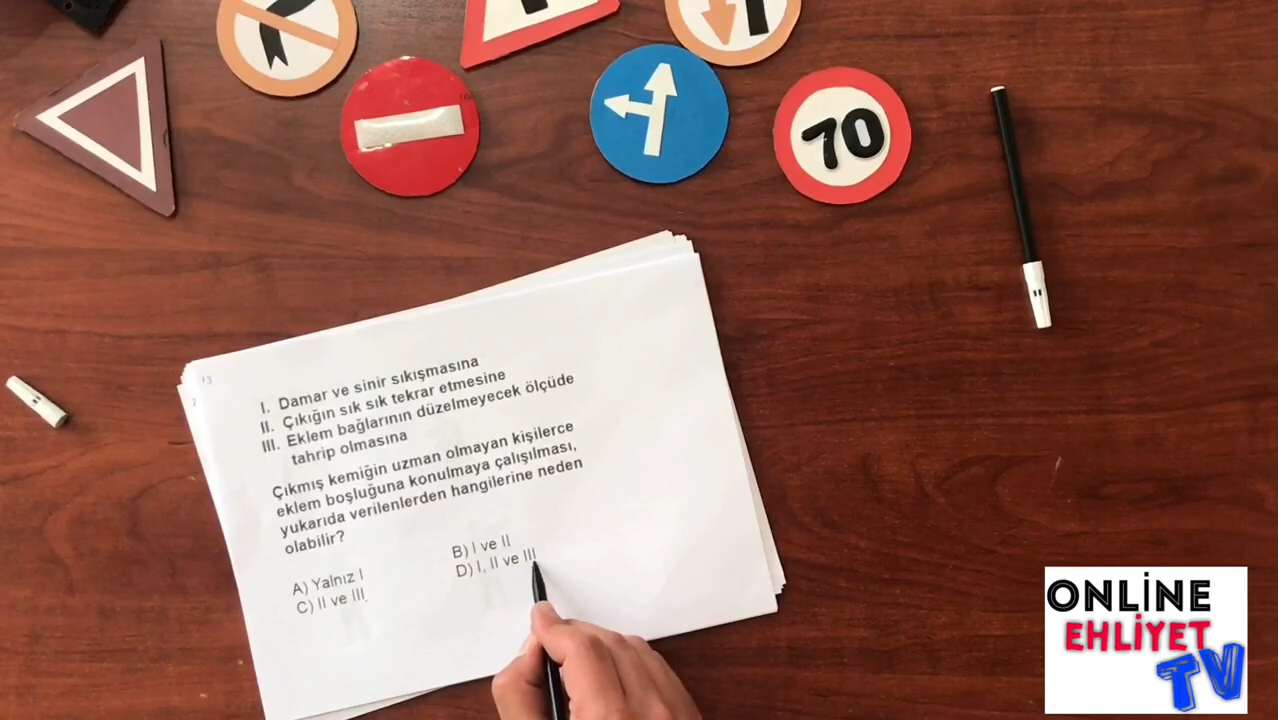 70
13
I. Damar ve sinir sıkışmasına
II. Çıkığın sık sık tekrar etmesine
III. Eklem bağlarının düzelmeyecek ölçüde
tahrip olmasına
Çıkmış kemiğin uzman olmayan kişilerce
eklem boşluğuna konulmaya çalışılması,
yukarıda verilenlerden hangilerine neden
olabilir?
A) Yalnız I
B) I ve II
C) II ve III
D) I, II ve III
ONLİNE
EHLİYET
TV